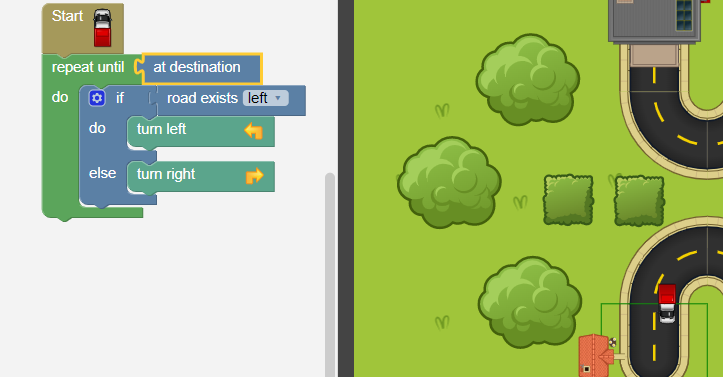 Start
repeat until at destination
do if road exists left
do turn left
else turn right